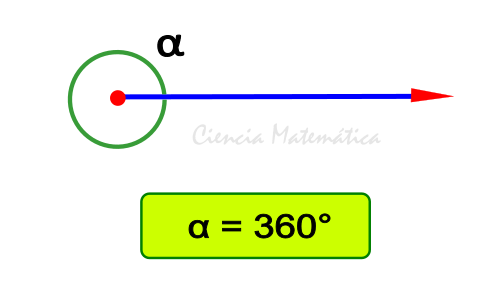 α
Ciencia Matemática
α = 360°